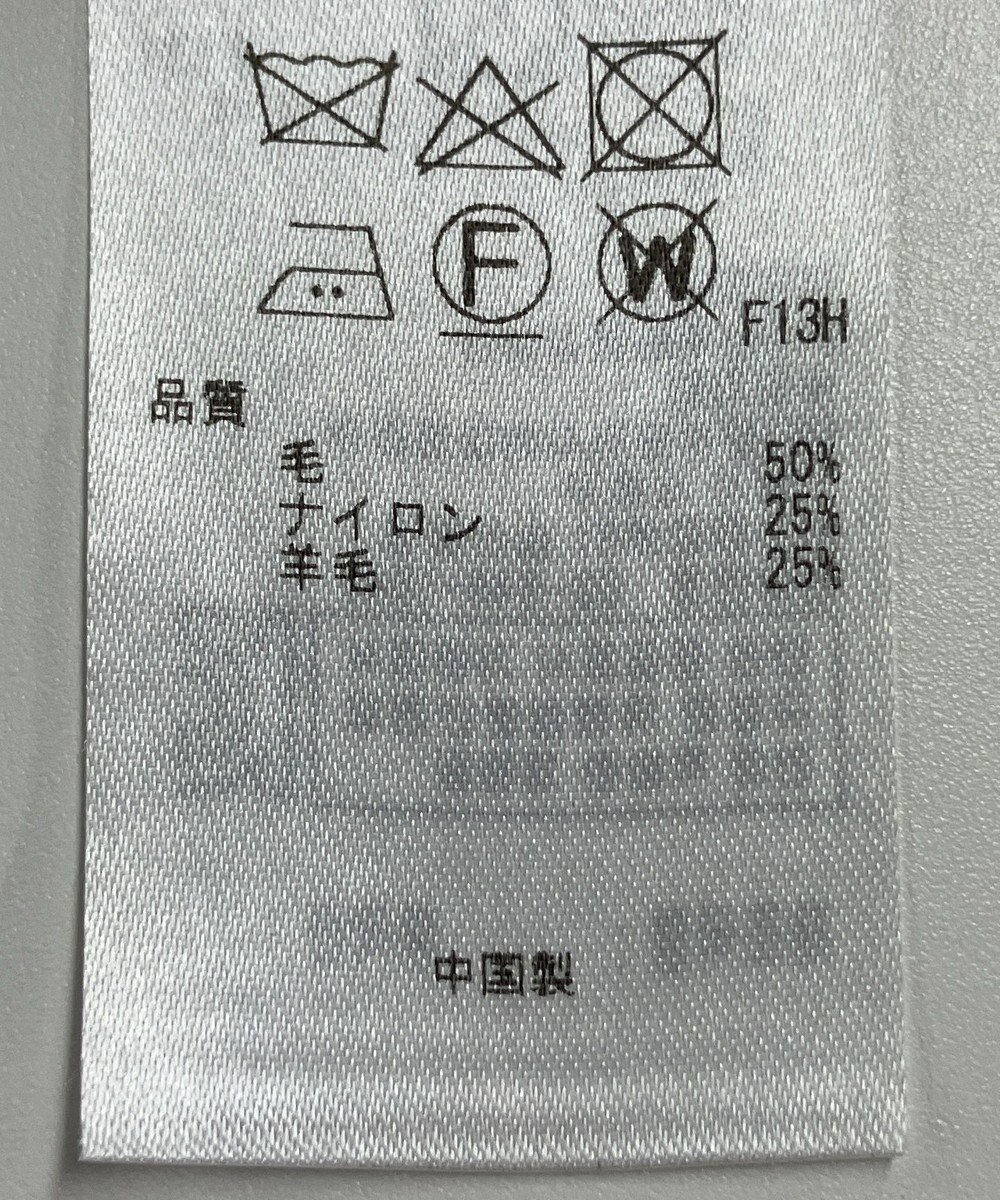 F W F13H
品質
毛 50%
ナイロン 25%
羊毛 25%
中国製